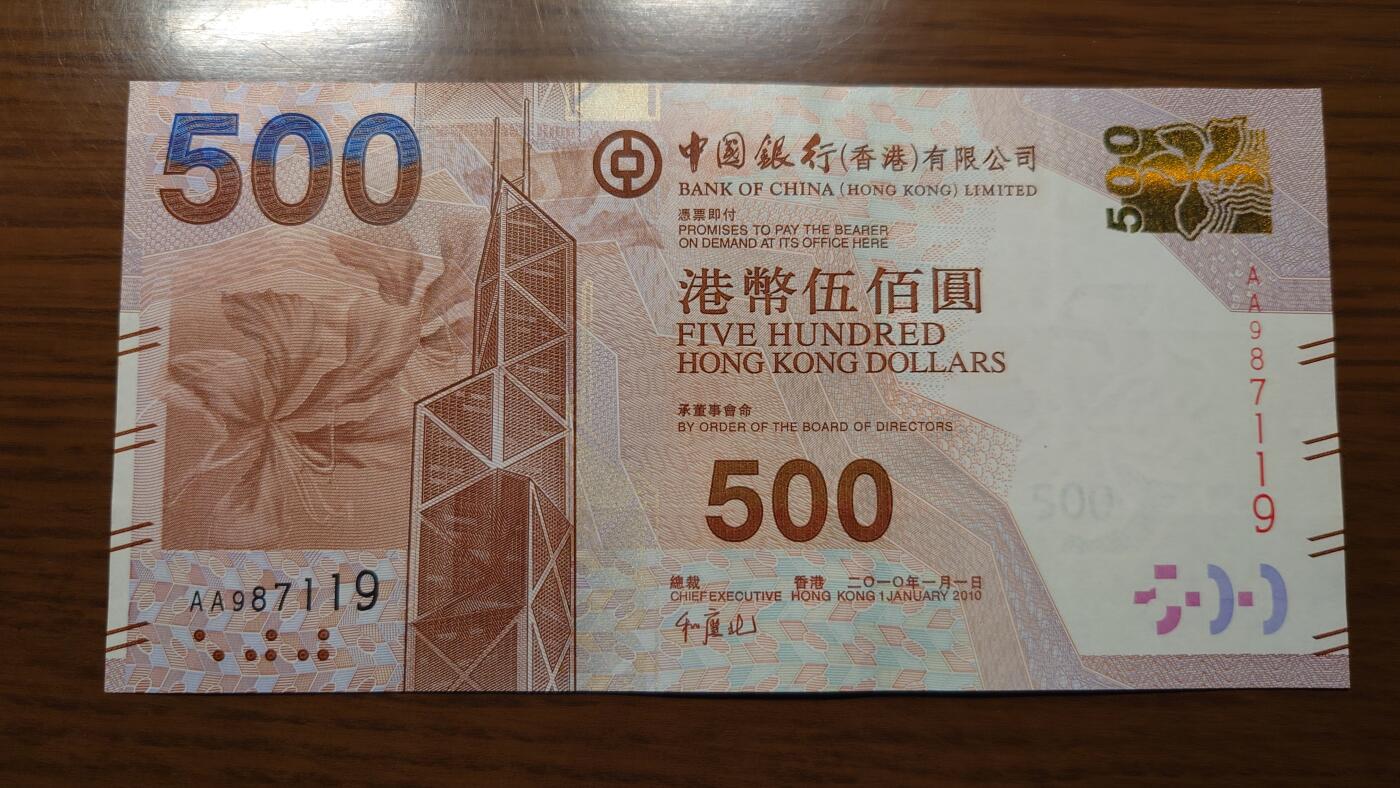 500
中國銀行(香港)有限公司
BANK OF CHINA (HONG KONG) LIMITED
憑票即付
PROMISES TO PAY THE BEARER
ON DEMAND AT ITS OFFICE HERE
港幣伍佰圓
FIVE HUNDRED
HONG KONG DOLLARS
承董事會命
BY ORDER OF THE BOARD OF DIRECTORS
500
總裁
CHIEF EXECUTIVE
香港 二〇一〇年一月一日
HONG KONG 1 JANUARY 2010
AA987119
500
AA987119
500